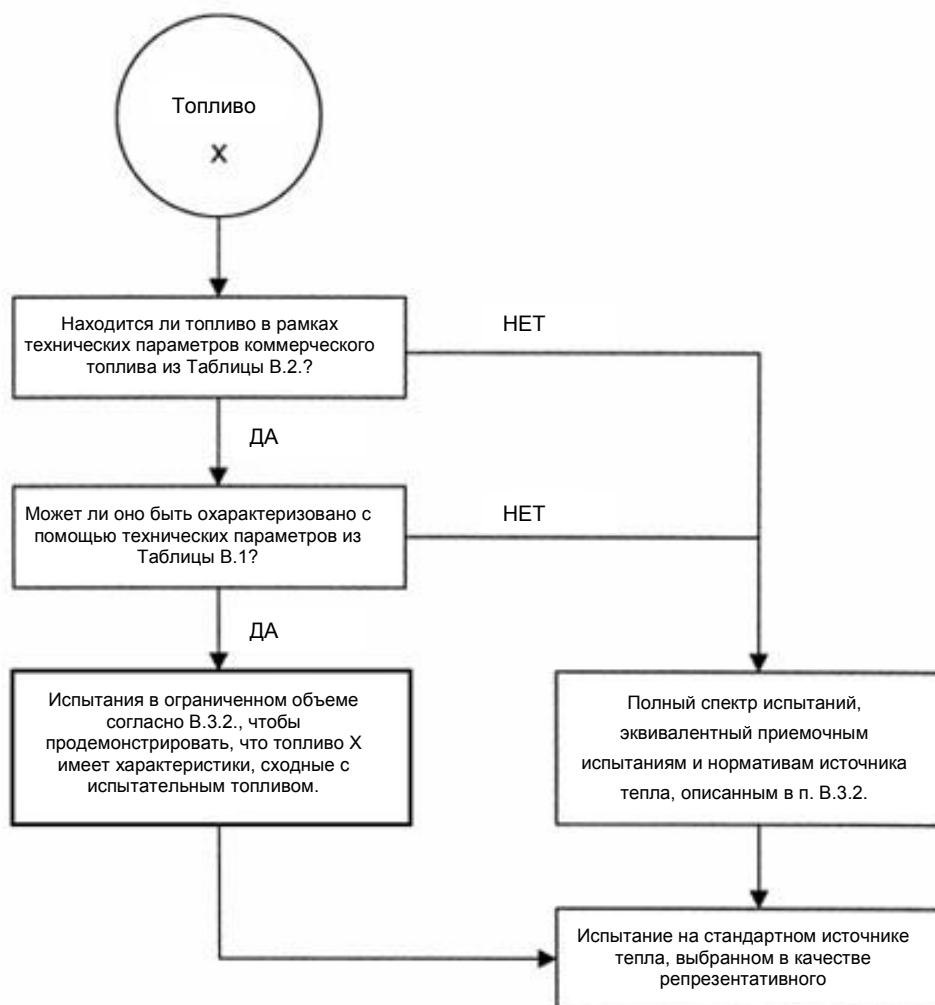 Топливо
X
Находится ли топливо в рамках
технических параметров коммерческого
топлива из Таблицы В.2.?
НЕТ
ДА
Может ли оно быть охарактеризовано с
помощью технических параметров из
Таблицы В.1?
НЕТ
ДА
Испытания в ограниченном объеме
согласно В.3.2., чтобы
продемонстрировать, что топливо Х
имеет характеристики, сходные с
испытательным топливом.
Полный спектр испытаний,
эквивалентный приемочным
испытаниям и нормативам источника
тепла, описанным в п. В.3.2.
Испытание на стандартном источнике
тепла, выбранном в качестве
репрезентативного